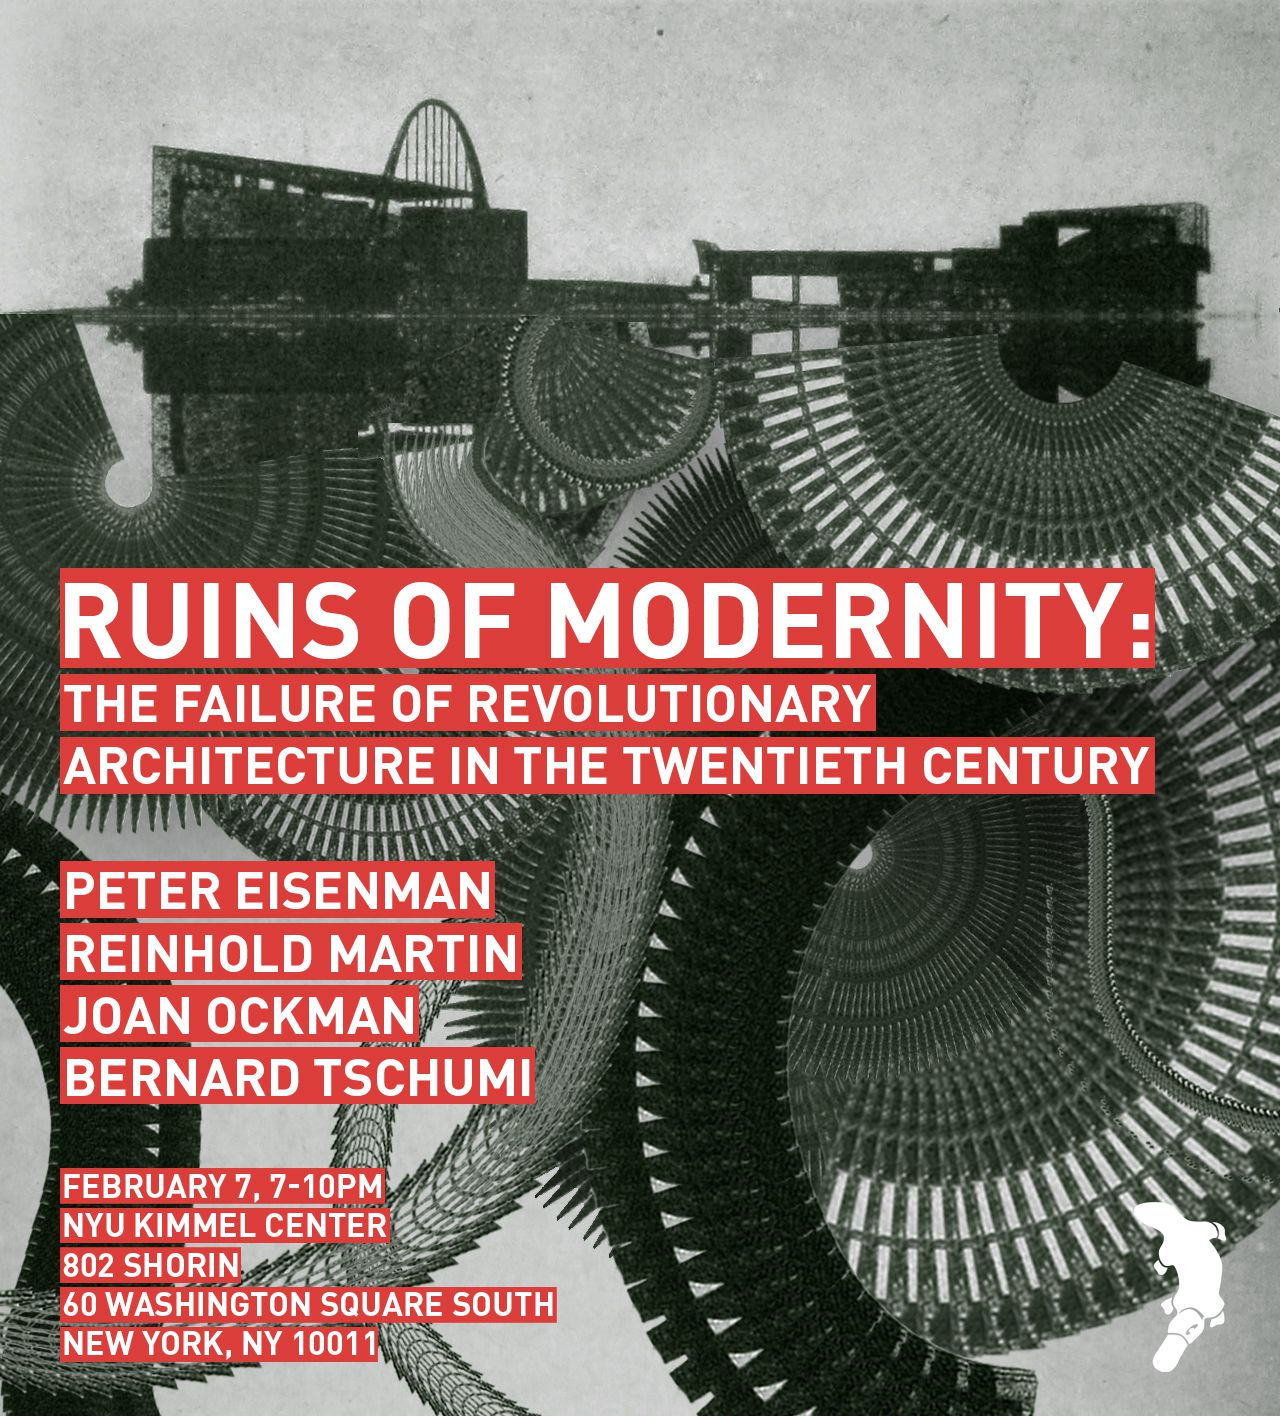 RUINS OF MODERNITY:
THE FAILURE OF REVOLUTIONARY
ARCHITECTURE IN THE TWENTIETH CENTURY
PETER EISENMAN
REINHOLD MARTIN
JOAN OCKMAN
BERNARD TSCHUMI
FEBRUARY 7, 7-10PM
NYU KIMMEL CENTER
802 SHORIN
60 WASHINGTON SQUARE SOUTH
NEW YORK, NY 10011